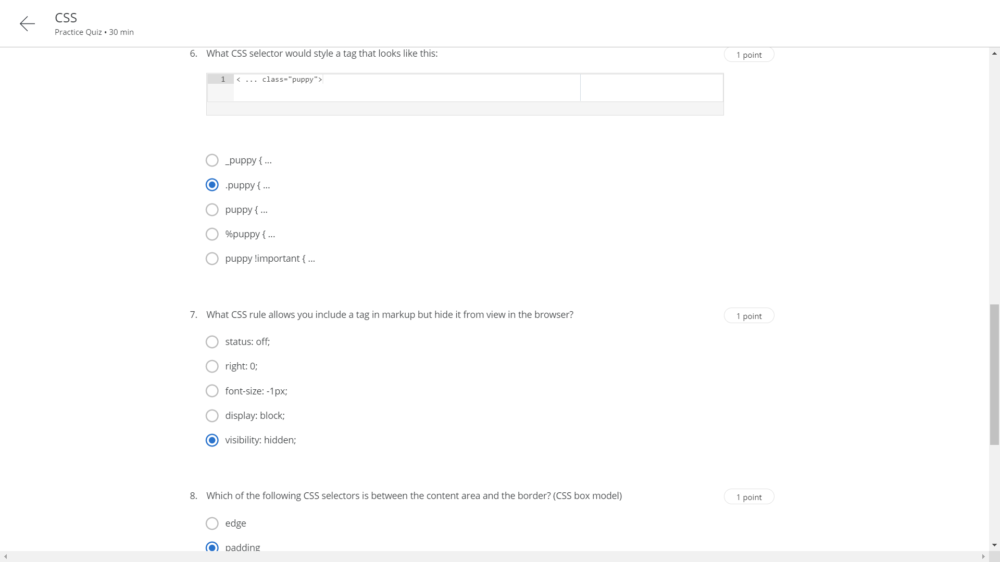 CSS
Practice Quiz • 30 min
6. What CSS selector would style a tag that looks like this:
1 point
1 < ... class="puppy">
_puppy { ...
.puppy { ...
puppy { ...
%puppy { ...
puppy !important { ...
7. What CSS rule allows you include a tag in markup but hide it from view in the browser?
1 point
status: off;
right: 0;
font-size: -1px;
display: block;
visibility: hidden;
8. Which of the following CSS selectors is between the content area and the border? (CSS box model)
1 point
edge
padding